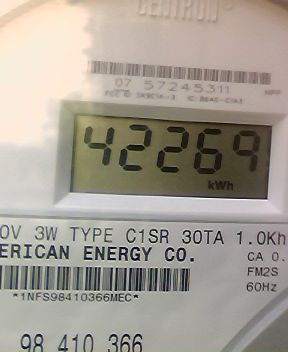 CENTRON
07 57245311
42269
kWh
0V 3W TYPE C1SR 30TA 1.0Kh
ERICAN ENERGY CO.
CA 0.
FM2S
*1NFS98410366MEC*
60Hz
98 410 366